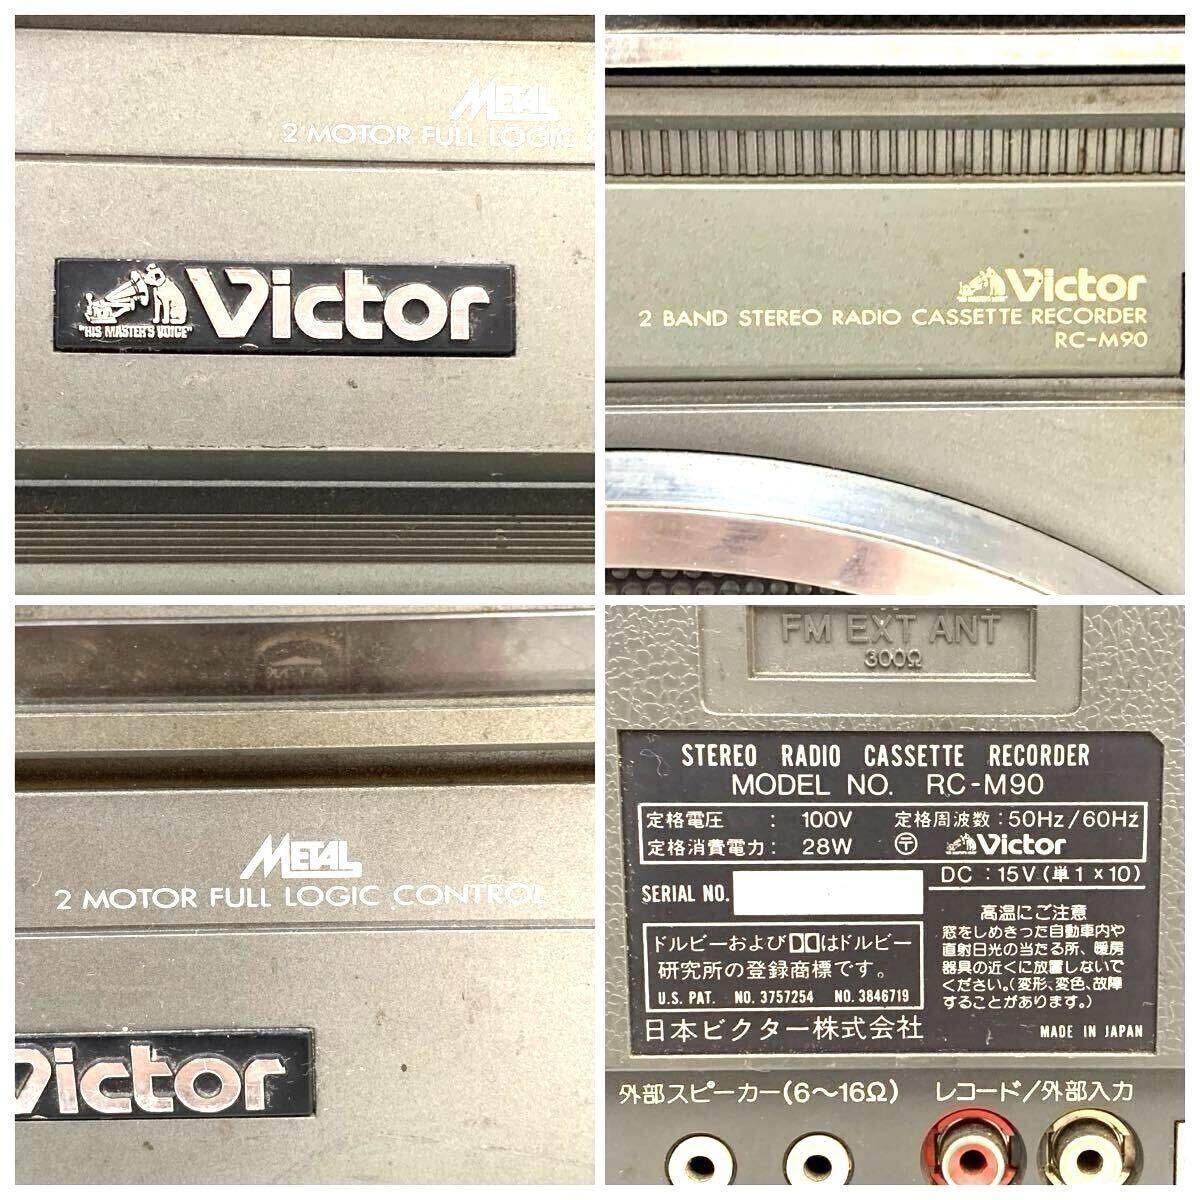 METAL
2 MOTOR FULL LOGIC
"HIS MASTER'S VOICE"
Victor
Victor
2 BAND STEREO RADIO CASSETTE RECORDER
RC-M90
METAL
2 MOTOR FULL LOGIC CONTROL
Victor
FM EXT ANT
300Ω
STEREO RADIO CASSETTE RECORDER
MODEL NO. RC-M90
定格電圧 : 100V 定格周波数 : 50Hz/60Hz
定格消費電力 : 28W 〒 Victor
DC : 15V (単1×10)
SERIAL NO.
高温にご注意
窓をしめきった自動車内や
直射日光の当たる所、暖房
器具の近くに放置しないで
ください。(変形、変色、故障
することがあります。)
ドルビーおよびはドルビー
研究所の登録商標です。
U.S. PAT. NO. 3757254 NO. 3846719
日本ビクター株式会社
MADE IN JAPAN
外部スピーカー(6〜16Ω)
レコード/外部入力